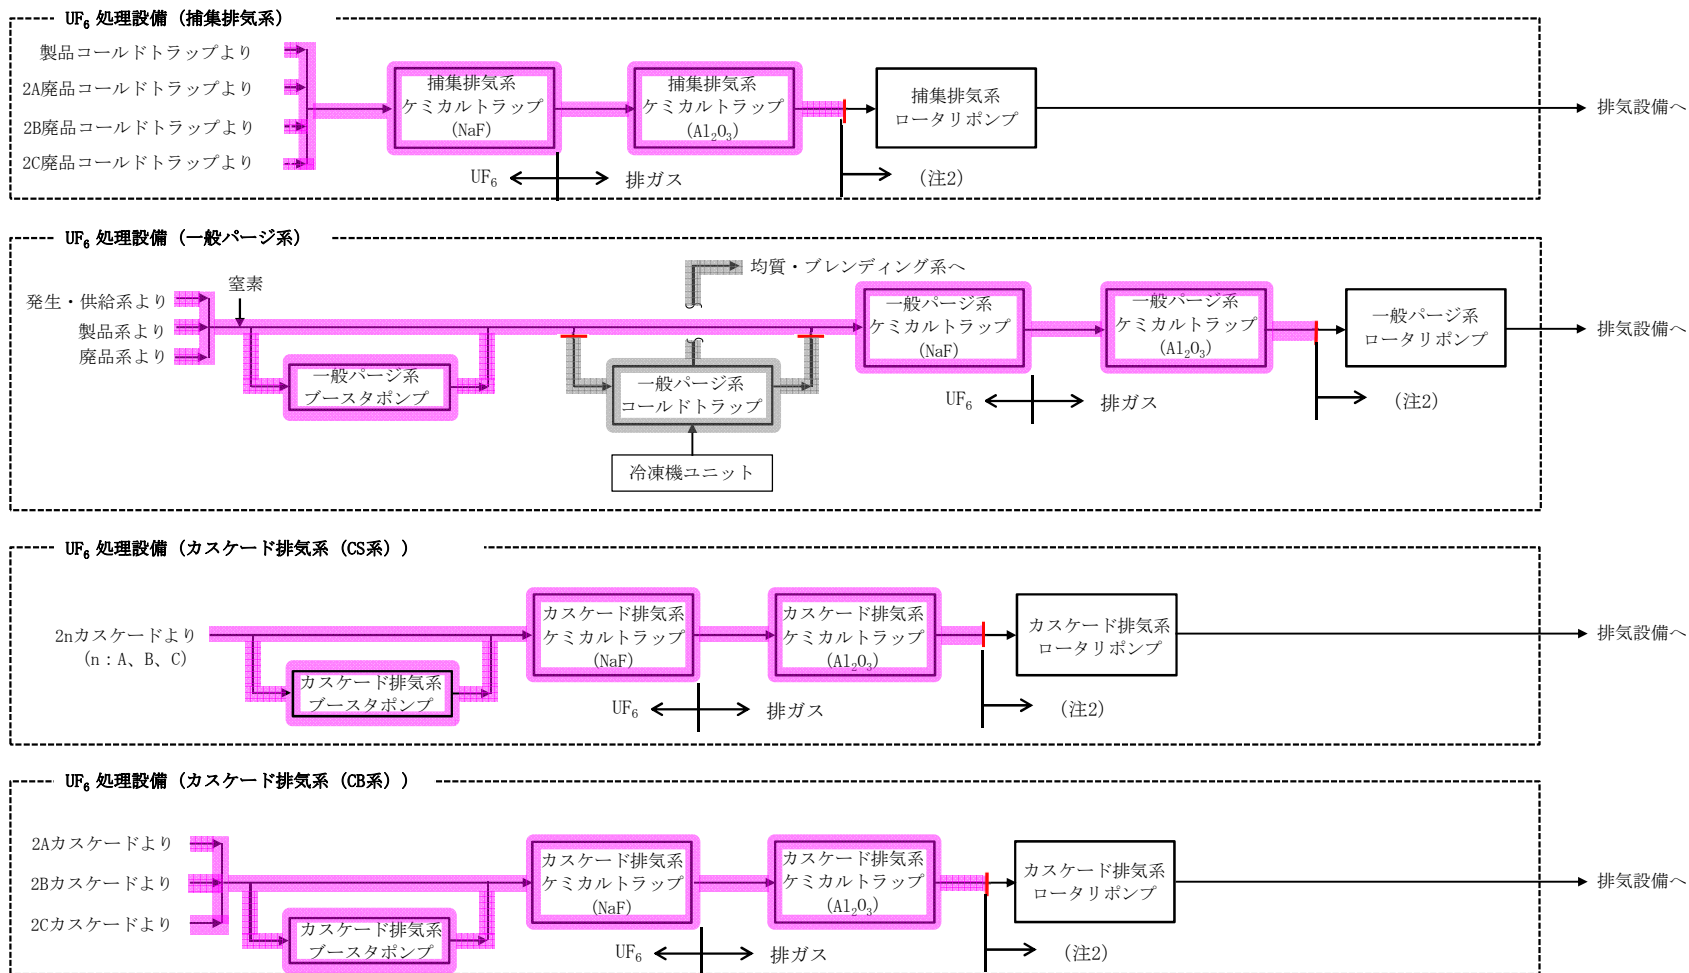 UF₆ 処理設備（捕集排気系）
製品コールドトラップより
2A廃品コールドトラップより
2B廃品コールドトラップより
2C廃品コールドトラップより
捕集排気系
ケミカルトラップ
(NaF)
捕集排気系
ケミカルトラップ
(Al₂O₃)
捕集排気系
ロータリポンプ
排気設備へ
UF₆
排ガス
（注2）
UF₆ 処理設備（一般パージ系）
発生・供給系より
製品系より
廃品系より
窒素
一般パージ系
ブースタポンプ
均質・ブレンディング系へ
一般パージ系
コールドトラップ
冷凍機ユニット
一般パージ系
ケミカルトラップ
(NaF)
一般パージ系
ケミカルトラップ
(Al₂O₃)
一般パージ系
ロータリポンプ
排気設備へ
UF₆
排ガス
（注2）
UF₆ 処理設備（カスケード排気系（CS系））
2nカスケードより
(n：A、B、C)
カスケード排気系
ブースタポンプ
カスケード排気系
ケミカルトラップ
(NaF)
カスケード排気系
ケミカルトラップ
(Al₂O₃)
カスケード排気系
ロータリポンプ
排気設備へ
UF₆
排ガス
（注2）
UF₆ 処理設備（カスケード排気系（CB系））
2Aカスケードより
2Bカスケードより
2Cカスケードより
カスケード排気系
ブースタポンプ
カスケード排気系
ケミカルトラップ
(NaF)
カスケード排気系
ケミカルトラップ
(Al₂O₃)
カスケード排気系
ロータリポンプ
排気設備へ
UF₆
排ガス
（注2）